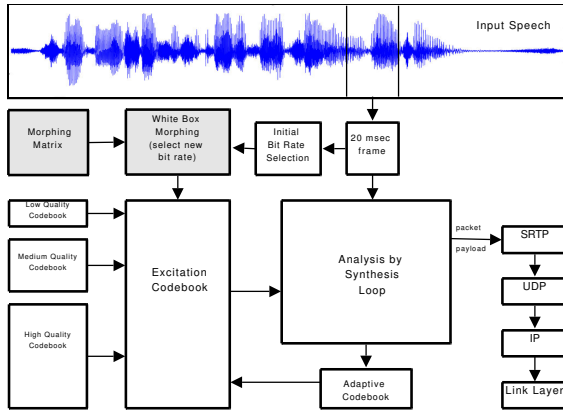 Input Speech
Morphing
Matrix
White Box
Morphing
(select new
bit rate)
Initial
Bit Rate
Selection
20 msec
frame
Low Quality
Codebook
Medium Quality
Codebook
High Quality
Codebook
Excitation
Codebook
Analysis by
Synthesis
Loop
packet
payload
SRTP
UDP
IP
Link Layer
Adaptive
Codebook